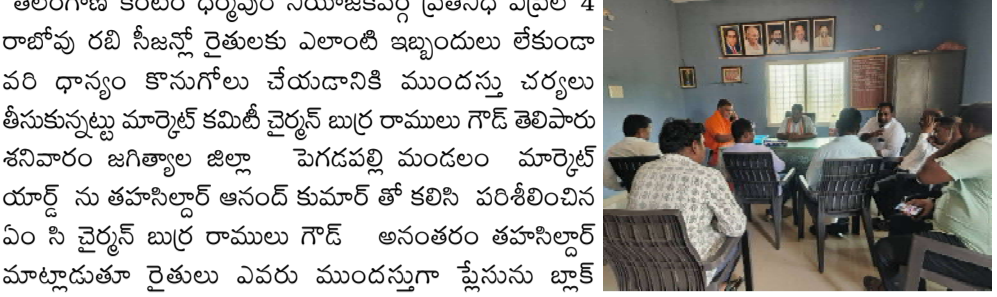 తెలంగాణ కెరటం ధర్మపురి నియోజకవర్గ ప్రతినిధి ఏప్రిల్ 4
రాబోవు రబి సీజన్లో రైతులకు ఎలాంటి ఇబ్బందులు లేకుండా
వరి ధాన్యం కొనుగోలు చేయడానికి ముందస్తు చర్యలు
తీసుకున్నట్టు మార్కెట్ కమిటీ చైర్మన్ బుర్ర రాములు గౌడ్ తెలిపారు
శనివారం జగిత్యాల జిల్లా పెగడపల్లి మండలం మార్కెట్
యార్డ్ ను తహసిల్దార్ ఆనంద్ కుమార్ తో కలిసి పరిశీలించిన
ఏం సి చైర్మన్ బుర్ర రాములు గౌడ్ అనంతరం తహసిల్దార్
మాట్లాడుతూ రైతులు ఎవరు ముందస్తుగా ప్లేసును బ్లాక్